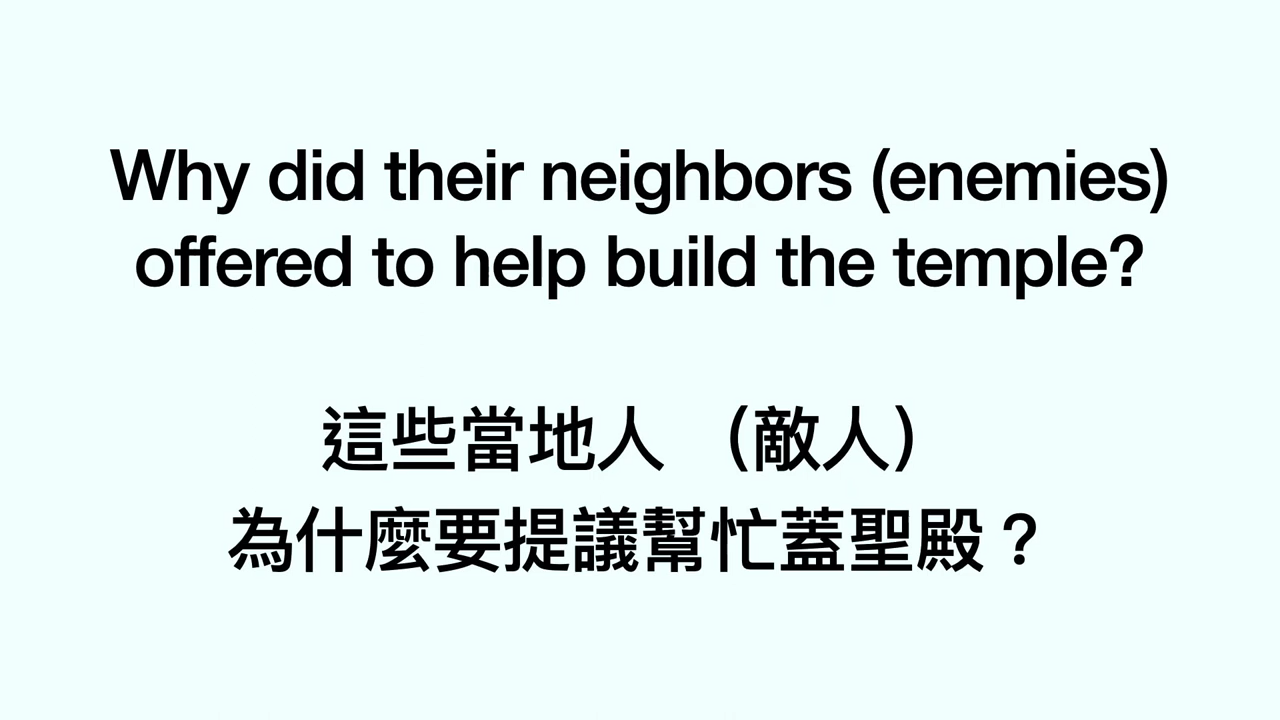 Why did their neighbors (enemies)
offered to help build the temple?
這些當地人 （敵人）
為什麼要提議幫忙蓋聖殿？